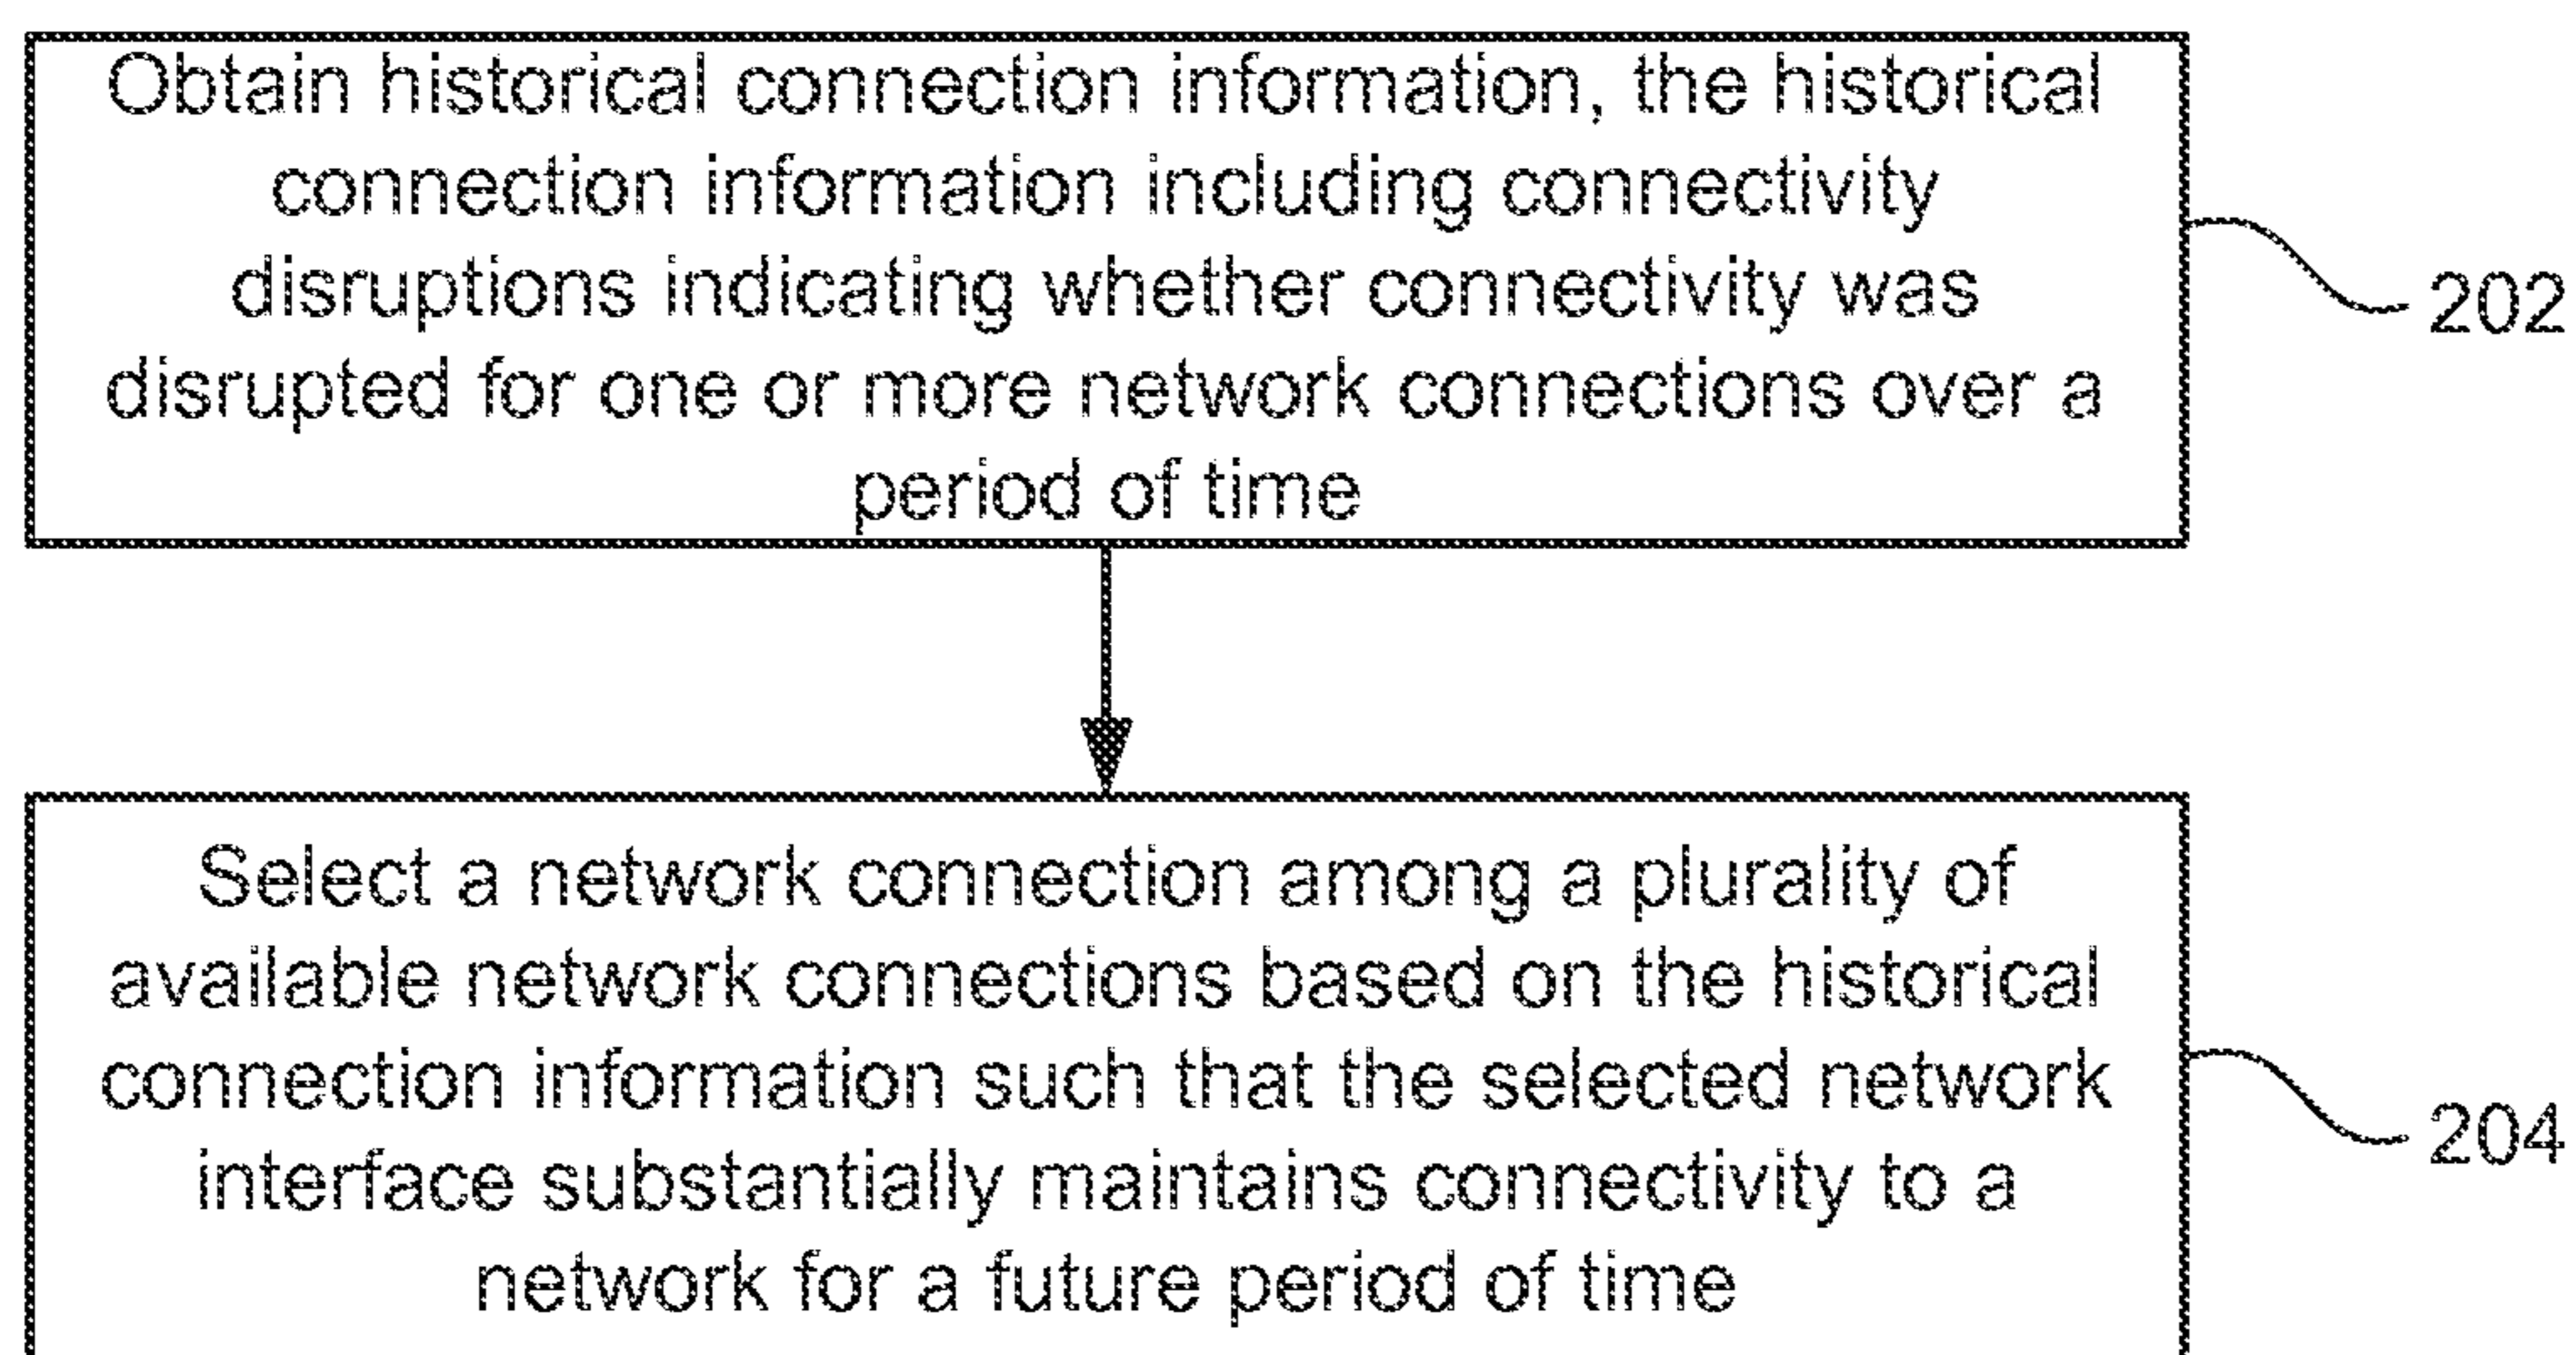 Obtain historical connection information, the historical
connection information including connectivity
disruptions indicating whether connectivity was
disrupted for one or more network connections over a
period of time
202
Select a network connection among a plurality of
available network connections based on the historical
connection information such that the selected network
interface substantially maintains connectivity to a
network for a future period of time
204